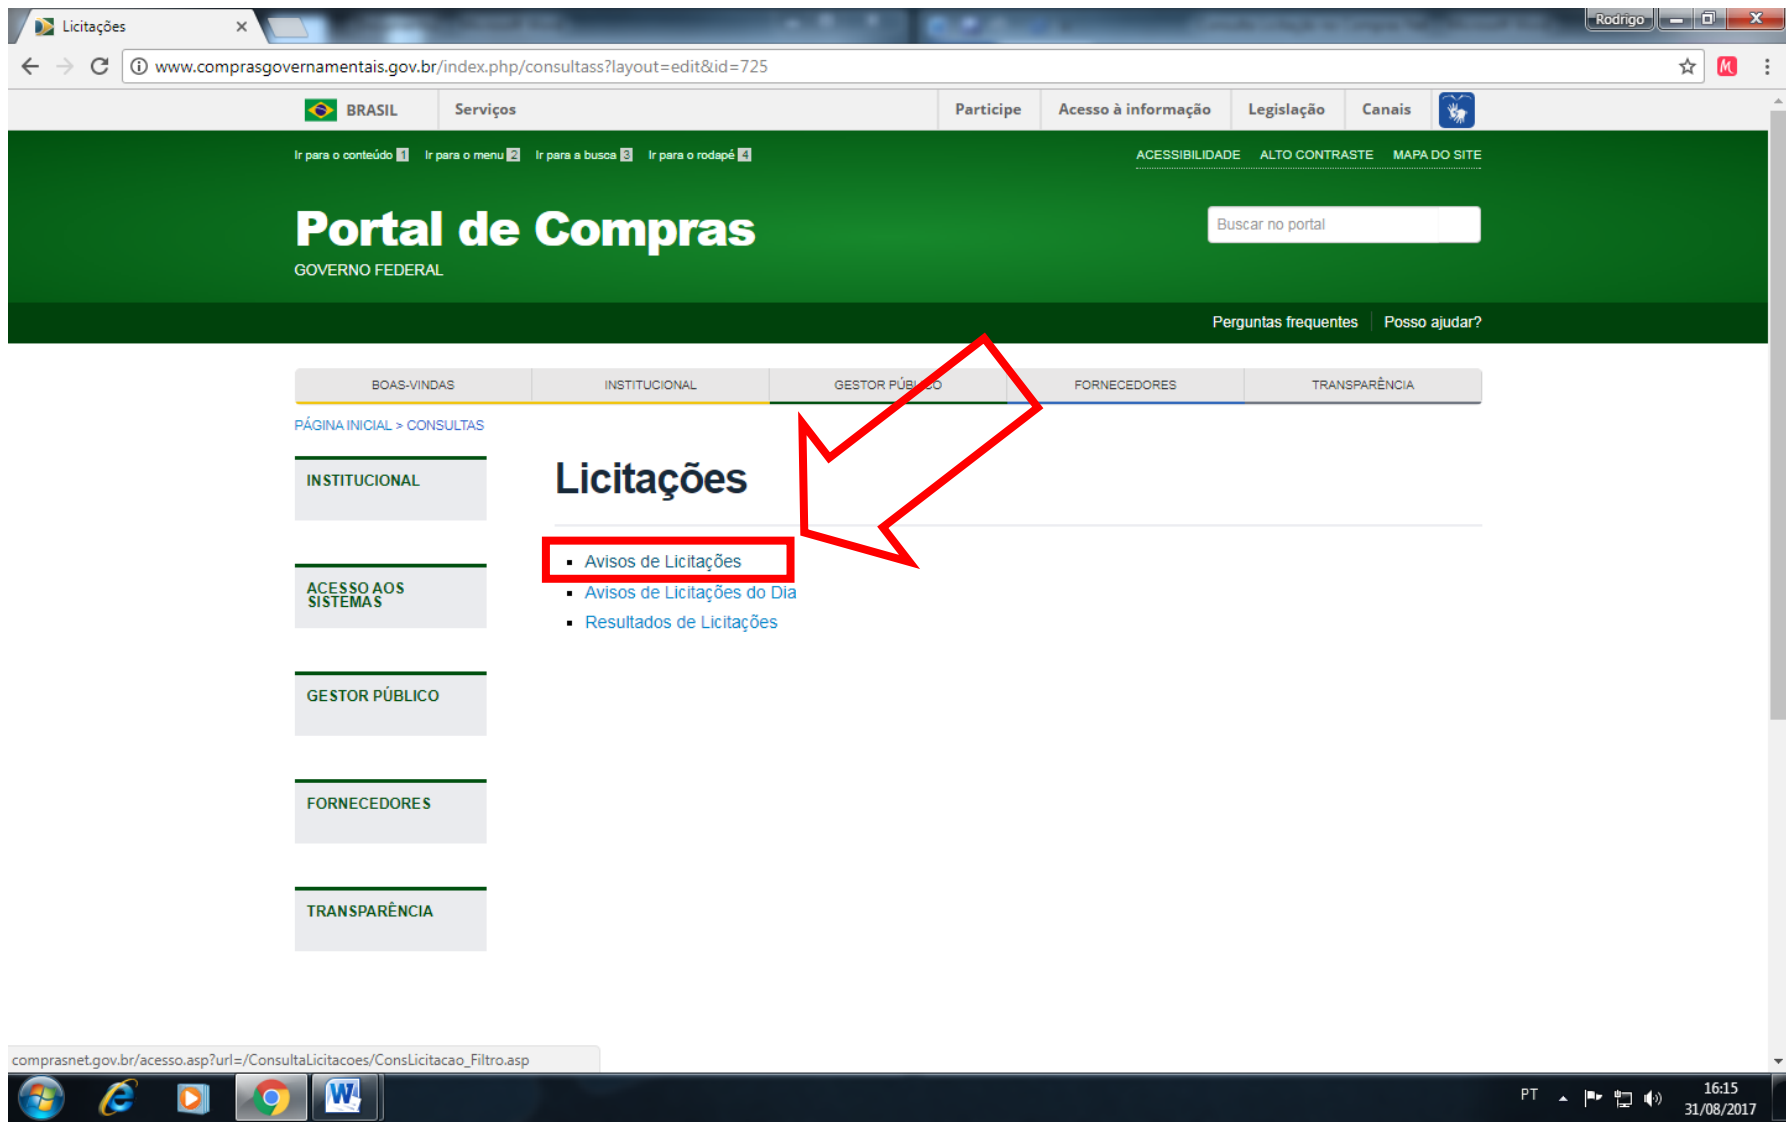 Licitações
Rodrigo
www.comprasgovernamentais.gov.br/index.php/consultass?layout=edit&id=725
BRASIL Serviços Participe Acesso à informação Legislação Canais
Ir para o conteúdo 1 Ir para o menu 2 Ir para a busca 3 Ir para o rodapé 4 ACESSIBILIDADE ALTO CONTRASTE MAPA DO SITE
Portal de Compras
Buscar no portal
GOVERNO FEDERAL
Perguntas frequentes Posso ajudar?
BOAS-VINDAS INSTITUCIONAL GESTOR PÚBLICO FORNECEDORES TRANSPARÊNCIA
PÁGINA INICIAL > CONSULTAS
INSTITUCIONAL
ACESSO AOS
SISTEMAS
GESTOR PÚBLICO
FORNECEDORES
TRANSPARÊNCIA
Licitações
Avisos de Licitações
Avisos de Licitações do Dia
Resultados de Licitações
comprasnet.gov.br/acesso.asp?url=/ConsultaLicitacoes/ConsLicitacao_Filtro.asp
PT
16:15
31/08/2017